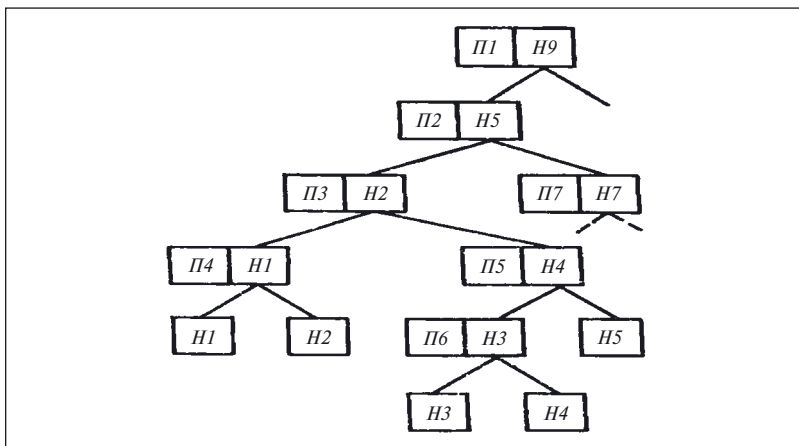 П1 Н9
П2 Н5
П3 Н2 П7 Н7
П4 Н1 П5 Н4
Н1 Н2 П6 Н3 Н5
Н3 Н4